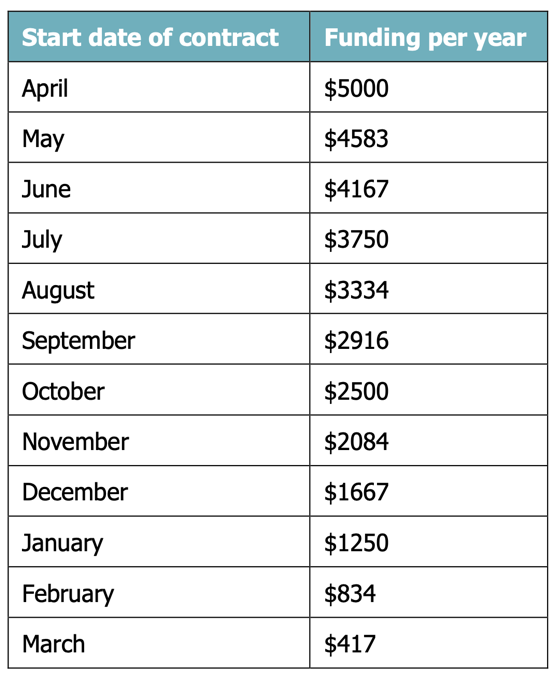 Start date of contract Funding per year
April $5000
May $4583
June $4167
July $3750
August $3334
September $2916
October $2500
November $2084
December $1667
January $1250
February $834
March $417